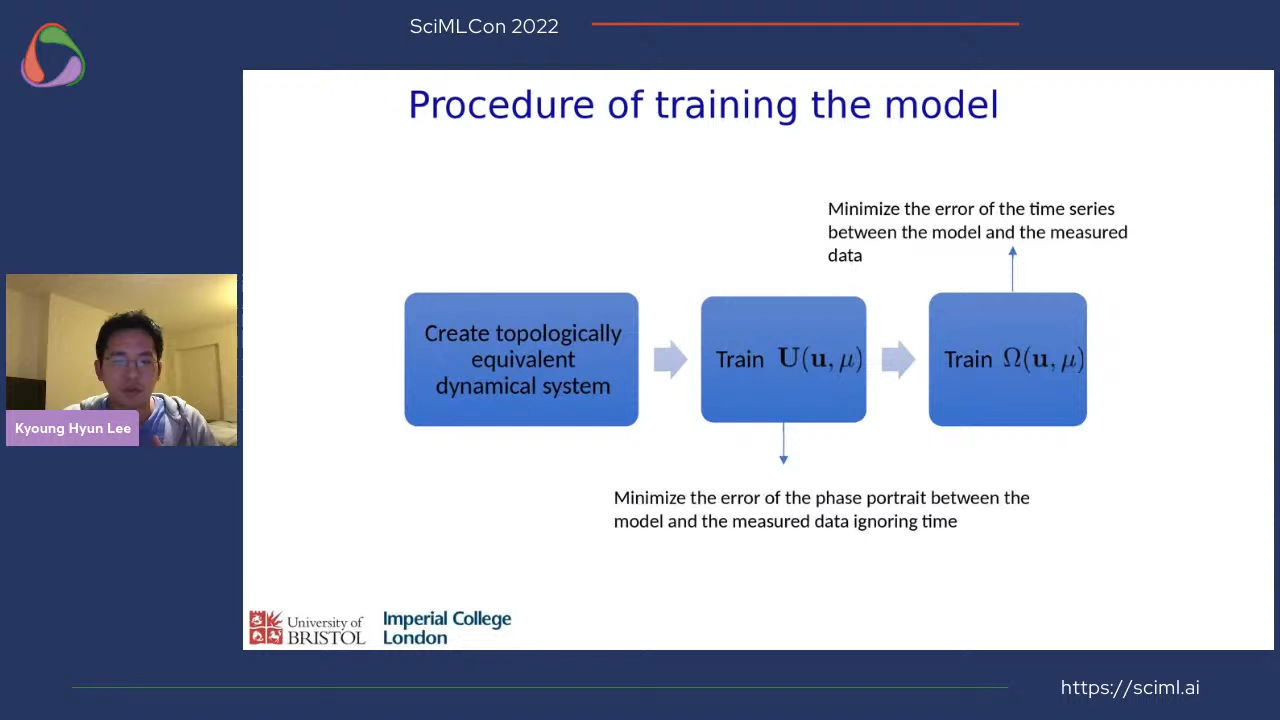 SciMLCon 2022
Procedure of training the model
Minimize the error of the time series
between the model and the measured
data
Create topologically
equivalent
dynamical system
Train U(u, μ)
Train Ω(u, μ)
Minimize the error of the phase portrait between the
model and the measured data ignoring time
Kyoung Hyun Lee
University of
BRISTOL
Imperial College
London
https://sciml.ai